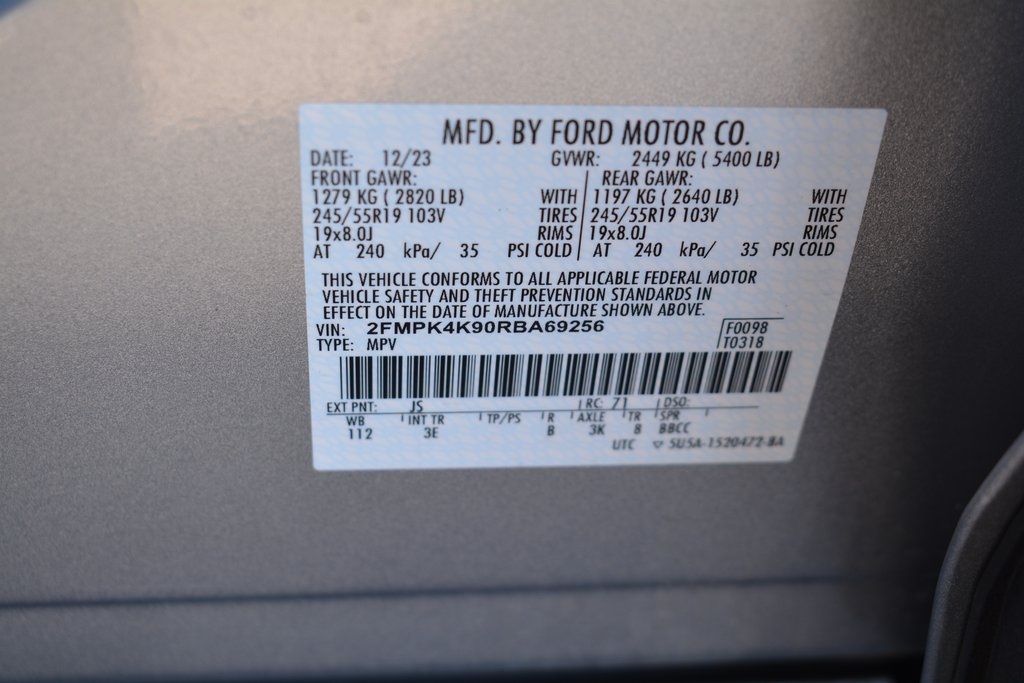 MFD. BY FORD MOTOR CO.
DATE: 12/23 GVWR: 2449 KG ( 5400 LB)
FRONT GAWR: REAR GAWR:
1279 KG ( 2820 LB) WITH 1197 KG ( 2640 LB) WITH
245/55R19 103V TIRES 245/55R19 103V TIRES
19x8.0J RIMS 19x8.0J RIMS
AT 240 kPa/ 35 PSI COLD AT 240 kPa/ 35 PSI COLD
THIS VEHICLE CONFORMS TO ALL APPLICABLE FEDERAL MOTOR
VEHICLE SAFETY AND THEFT PREVENTION STANDARDS IN
EFFECT ON THE DATE OF MANUFACTURE SHOWN ABOVE.
VIN: 2FMPK4K90RBA69256 F0098
TYPE: MPV T0318
EXT PNT: JS RC: 71 DSO:
WB INT TR TP/PS R AXLE TR SPR
112 3E B 3K 8 BBCC
UTC 5U5A-1520472-BA